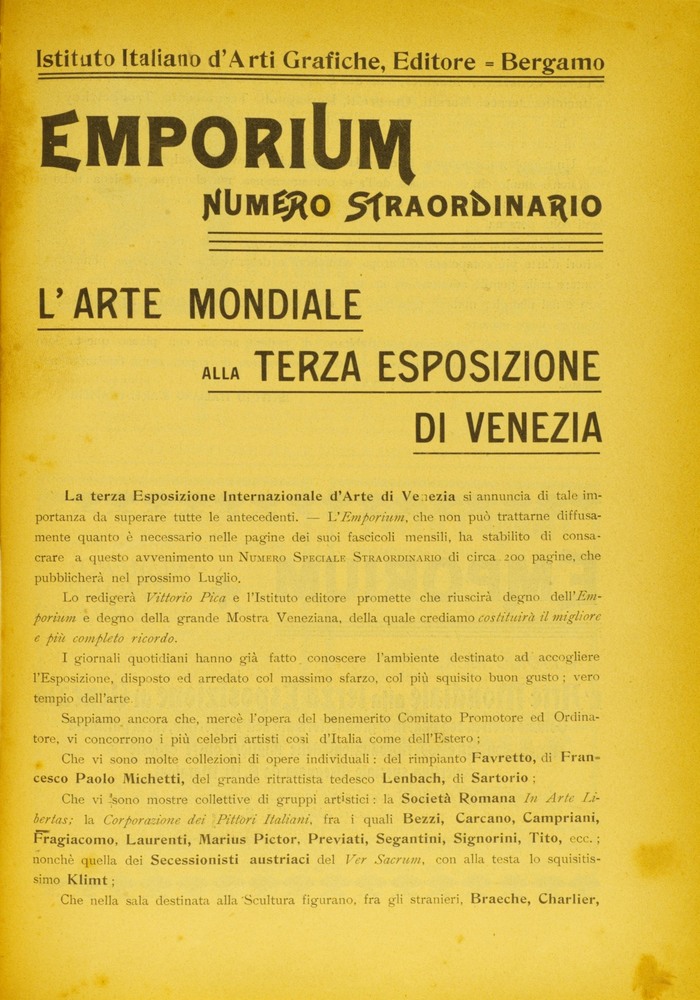 Istituto Italiano d'Arti Grafiche, Editore = Bergamo
EMPORIUM
NUMERO STRAORDINARIO
L'ARTE MONDIALE
ALLA TERZA ESPOSIZIONE
DI VENEZIA
La terza Esposizione Internazionale d'Arte di Venezia si annuncia di tale im-
portanza da superare tutte le antecedenti. — L'Emporium, che non può trattarne diffusa-
mente quanto è necessario nelle pagine dei suoi fascicoli mensili, ha stabilito di consa-
crare a questo avvenimento un NUMERO SPECIALE STRAORDINARIO di circa 200 pagine, che
pubblicherà nel prossimo Luglio.
Lo redigerà Vittorio Pica e l'Istituto editore promette che riuscirà degno dell'Em-
porium e degno della grande Mostra Veneziana, della quale crediamo costituirà il migliore
e più completo ricordo.
I giornali quotidiani hanno già fatto conoscere l'ambiente destinato ad accogliere
l'Esposizione, disposto ed arredato col massimo sfarzo, col più squisito buon gusto; vero
tempio dell'arte
Sappiamo ancora che, mercè l'opera del benemerito Comitato Promotore ed Ordina-
tore, vi concorrono i più celebri artisti così d'Italia come dell'Estero;
Che vi sono molte collezioni di opere individuali: del rimpianto Favretto, di Fran=
cesco Paolo Michetti, del grande ritrattista tedesco Lenbach, di Sartorio;
Che vi sono mostre collettive di gruppi artistici: la Società Romana In Arte Li-
bertas; la Corporazione dei Pittori Italiani, fra i quali Bezzi, Carcano, Campriani,
Fragiacomo, Laurenti, Marius Pictor, Previati, Segantini, Signorini, Tito, ecc.;
nonchè quella dei Secessionisti austriaci del Ver Sacrum, con alla testa lo squisitis-
simo Klimt;
Che nella sala destinata alla Scultura figurano, fra gli stranieri, Braeche, Charlier,